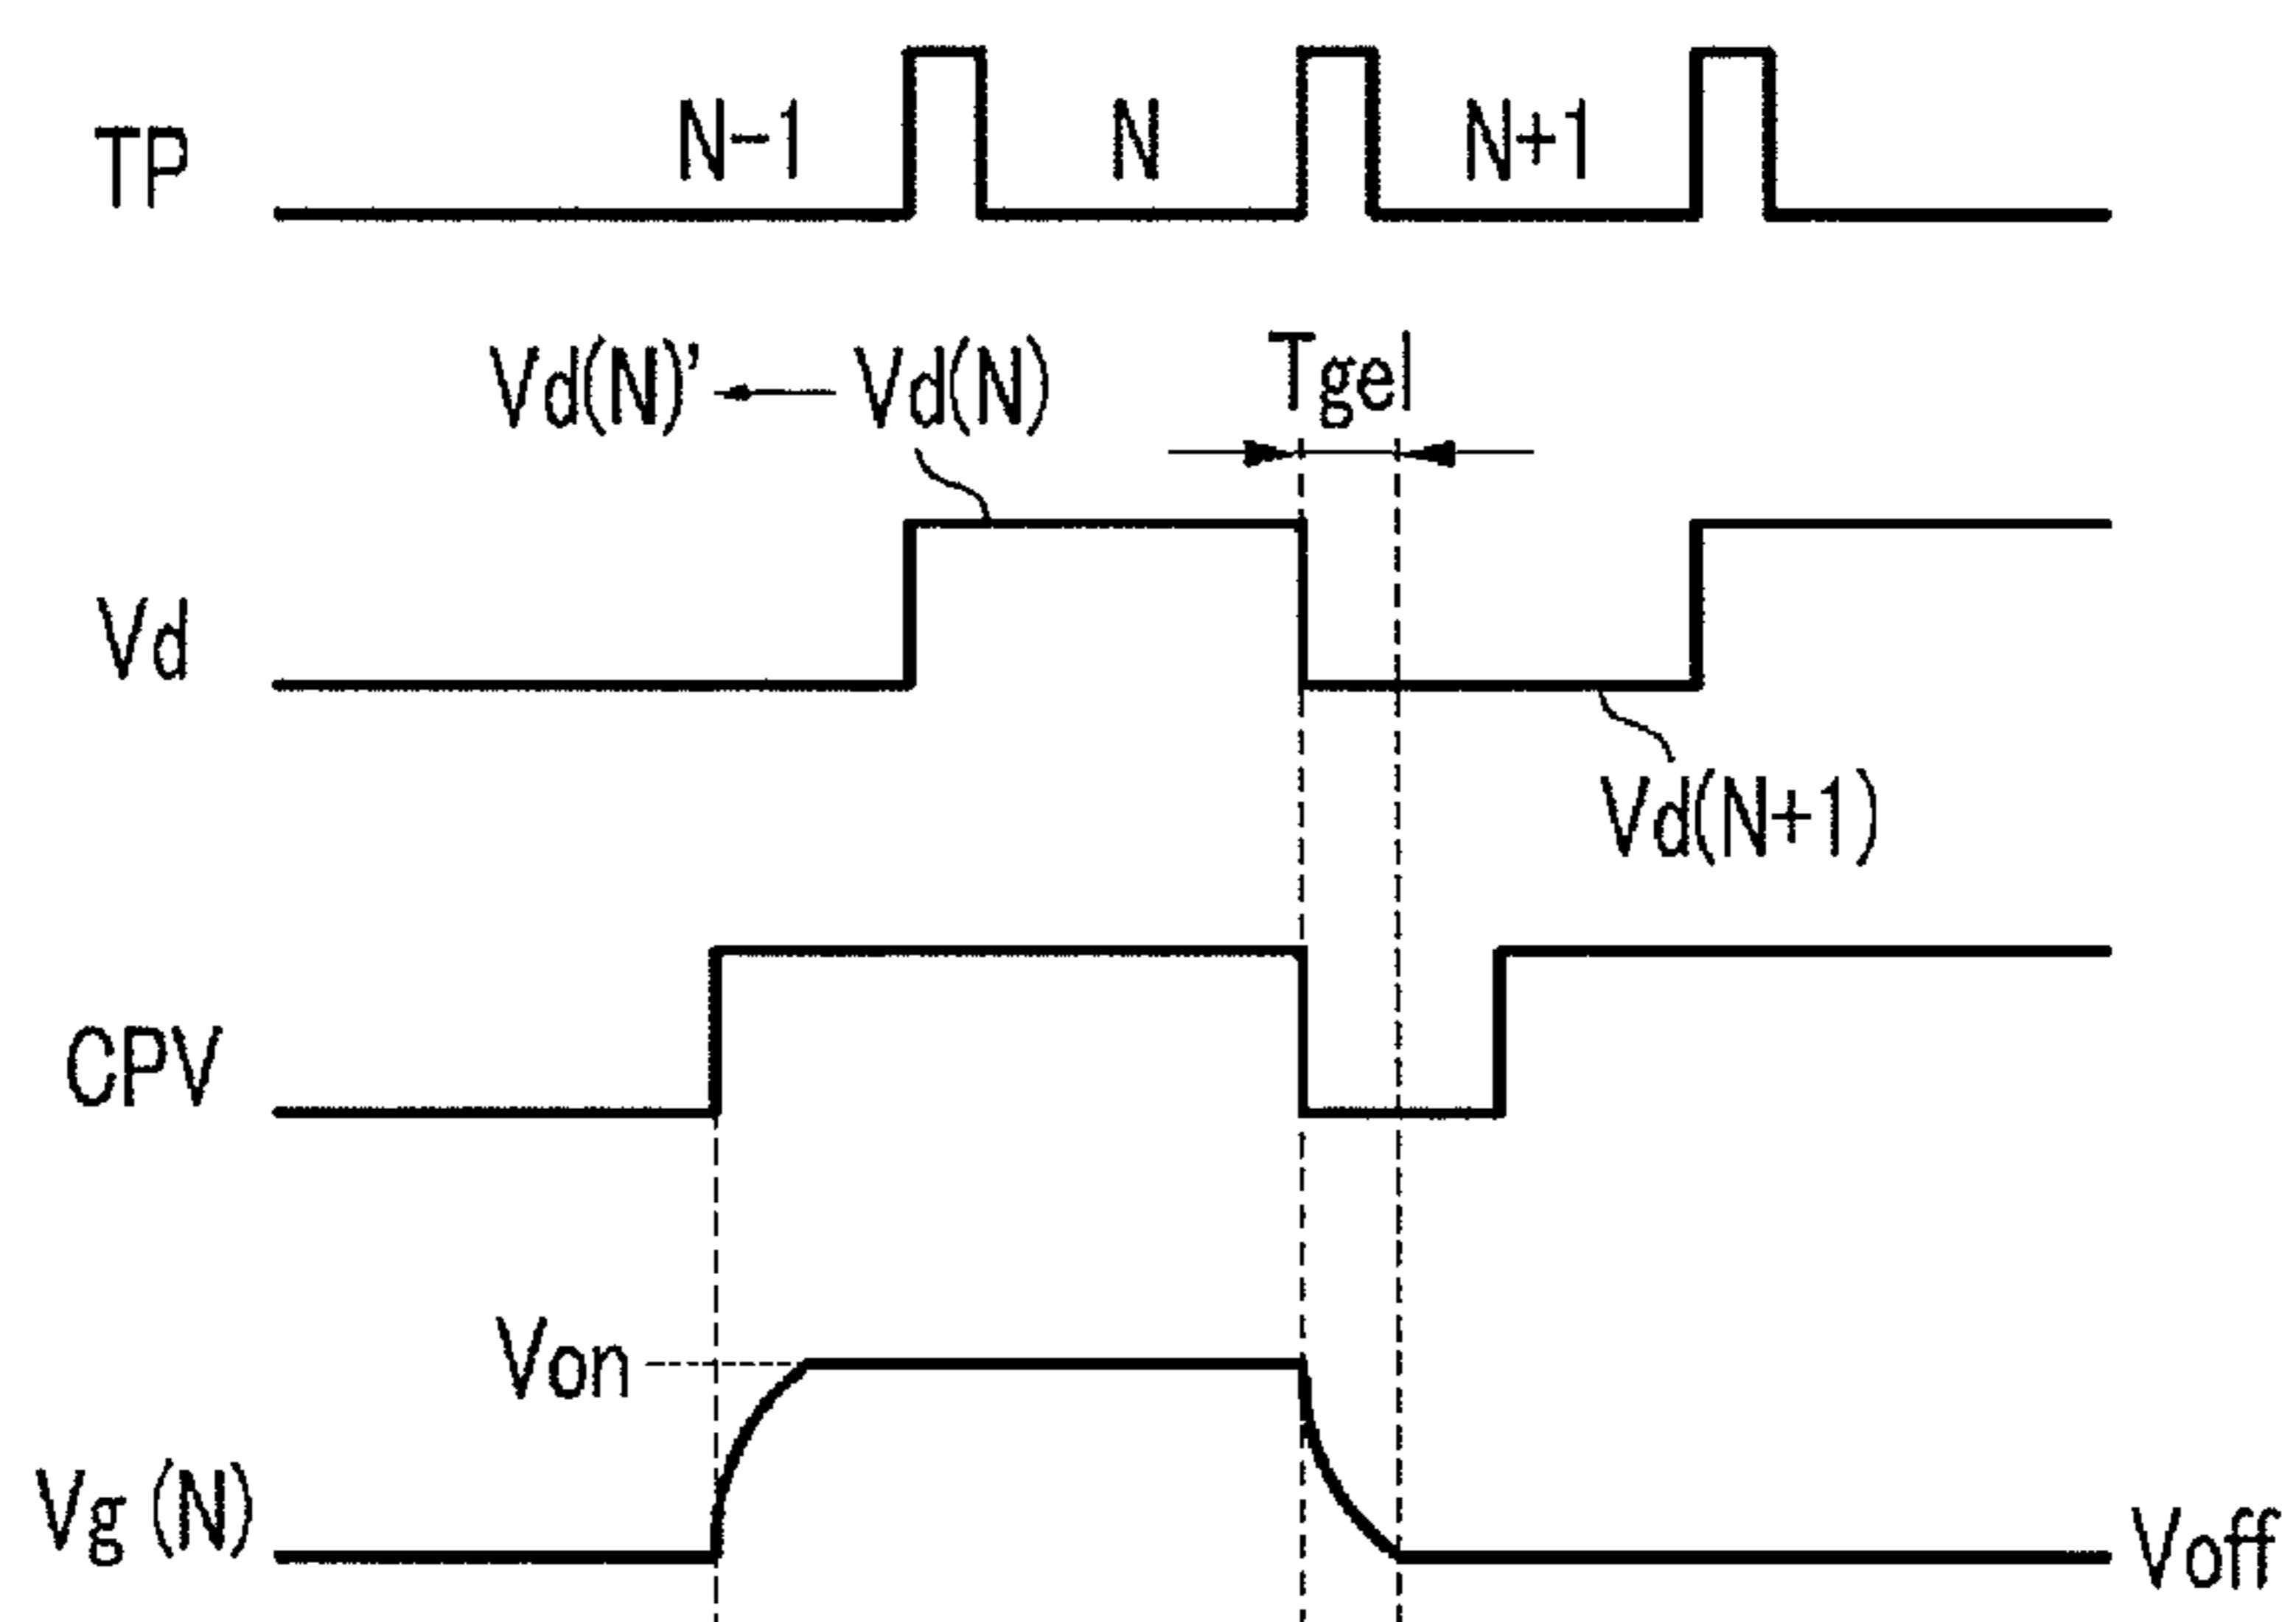 TP
N-1
N
N+1
Vd(N)' Vd(N)
Tgel
Vd
Vd(N+1)
CPV
Von
Vg (N)
Voff